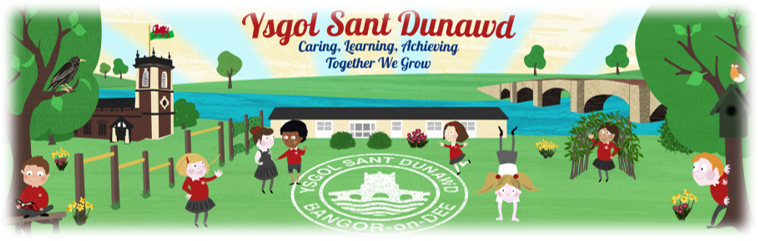 Ysgol Sant Dunawd
Caring, Learning, Achieving
Together We Grow
YSGOL SANT DUNAWD
BANGOR-on-DEE